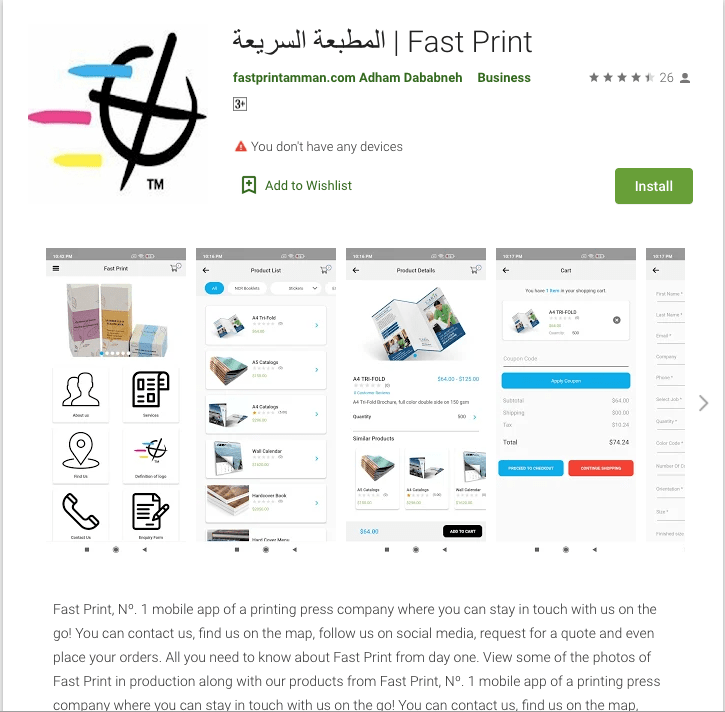 المطبعة السريعة | Fast Print
fastprintamman.com Adham Dababneh Business 26
3+
You don't have any devices
Add to Wishlist
Install
TM
10:42 PM
Fast Print
About us
Services
Find Us
Definition of logo
Contact Us
Enquiry Form
10:16 PM
Product List
All
NCR Booklets
Stickers
A4 Tri-Fold
A5 Catalogs
A4 Catalogs
Wall Calendar
Hardcover Book
Hard Cover Menu
10:16 PM
Product Details
A4 TRI-FOLD
$64.00 - $125.00
A4 Tri-Fold Brochure, full color double side on 150 gsm
Quantity 500
Similar Products
A5 Catalogs
A4 Catalogs
Wall Calendar
$64.00
ADD TO CART
10:17 PM
Cart
You have 1 item in your shopping cart.
A4 TRI-FOLD
$64.00
Quantity 500
Coupon Code
Apply Coupon
Subtotal $64.00
Shipping $00.00
Tax $10.24
Total $74.24
PROCEED TO CHECKOUT
CONTINUE SHOPPING
10:17 PM
First Name *
Last Name *
Email *
Company
Phone *
Select Job *
Quantity *
Color Code *
Number Of C
Orientation *
Size *
Finished size
Fast Print, Nº. 1 mobile app of a printing press company where you can stay in touch with us on the
go! You can contact us, find us on the map, follow us on social media, request for a quote and even
place your orders. All you need to know about Fast Print from day one. View some of the photos of
Fast Print in production along with our products from Fast Print, Nº. 1 mobile app of a printing press
company where you can stay in touch with us on the go! You can contact us, find us on the map,